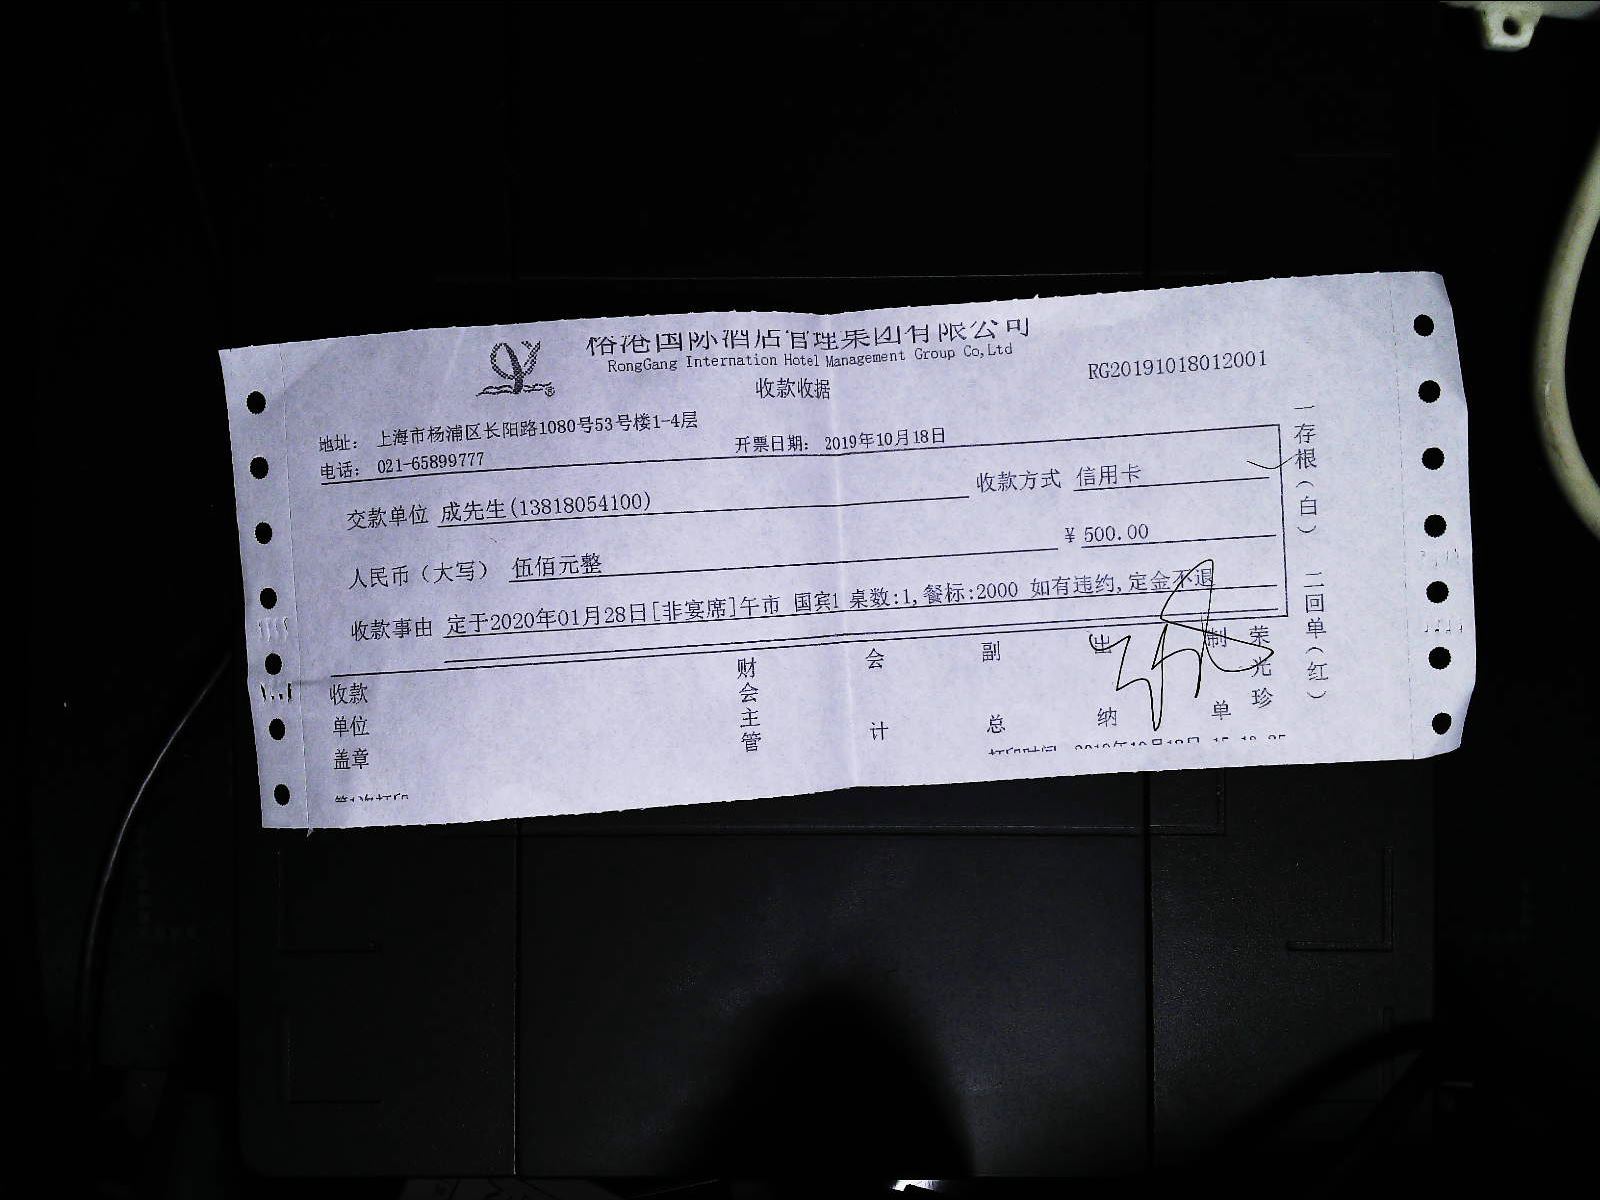 国际酒店管理集团有限公司
RongGang Internation Hotel Management Group Co,Ltd
收款收据
RG20191018012001
地址： 上海市杨浦区长阳路1080号53号楼1-4层
电话： 021-65899777
开票日期： 2019年10月18日
交款单位 成先生(13818054100)
收款方式 信用卡
人民币（大写） 伍佰元整
¥ 500.00
收款事由 定于2020年01月28日[非宴席]午市 国宾1 桌数:1,餐标:2000 如有违约,定金不退
收款单位盖章
财会主管
会计
副总
出纳
制单
荣光珍
一存根（白） 二回单（红）